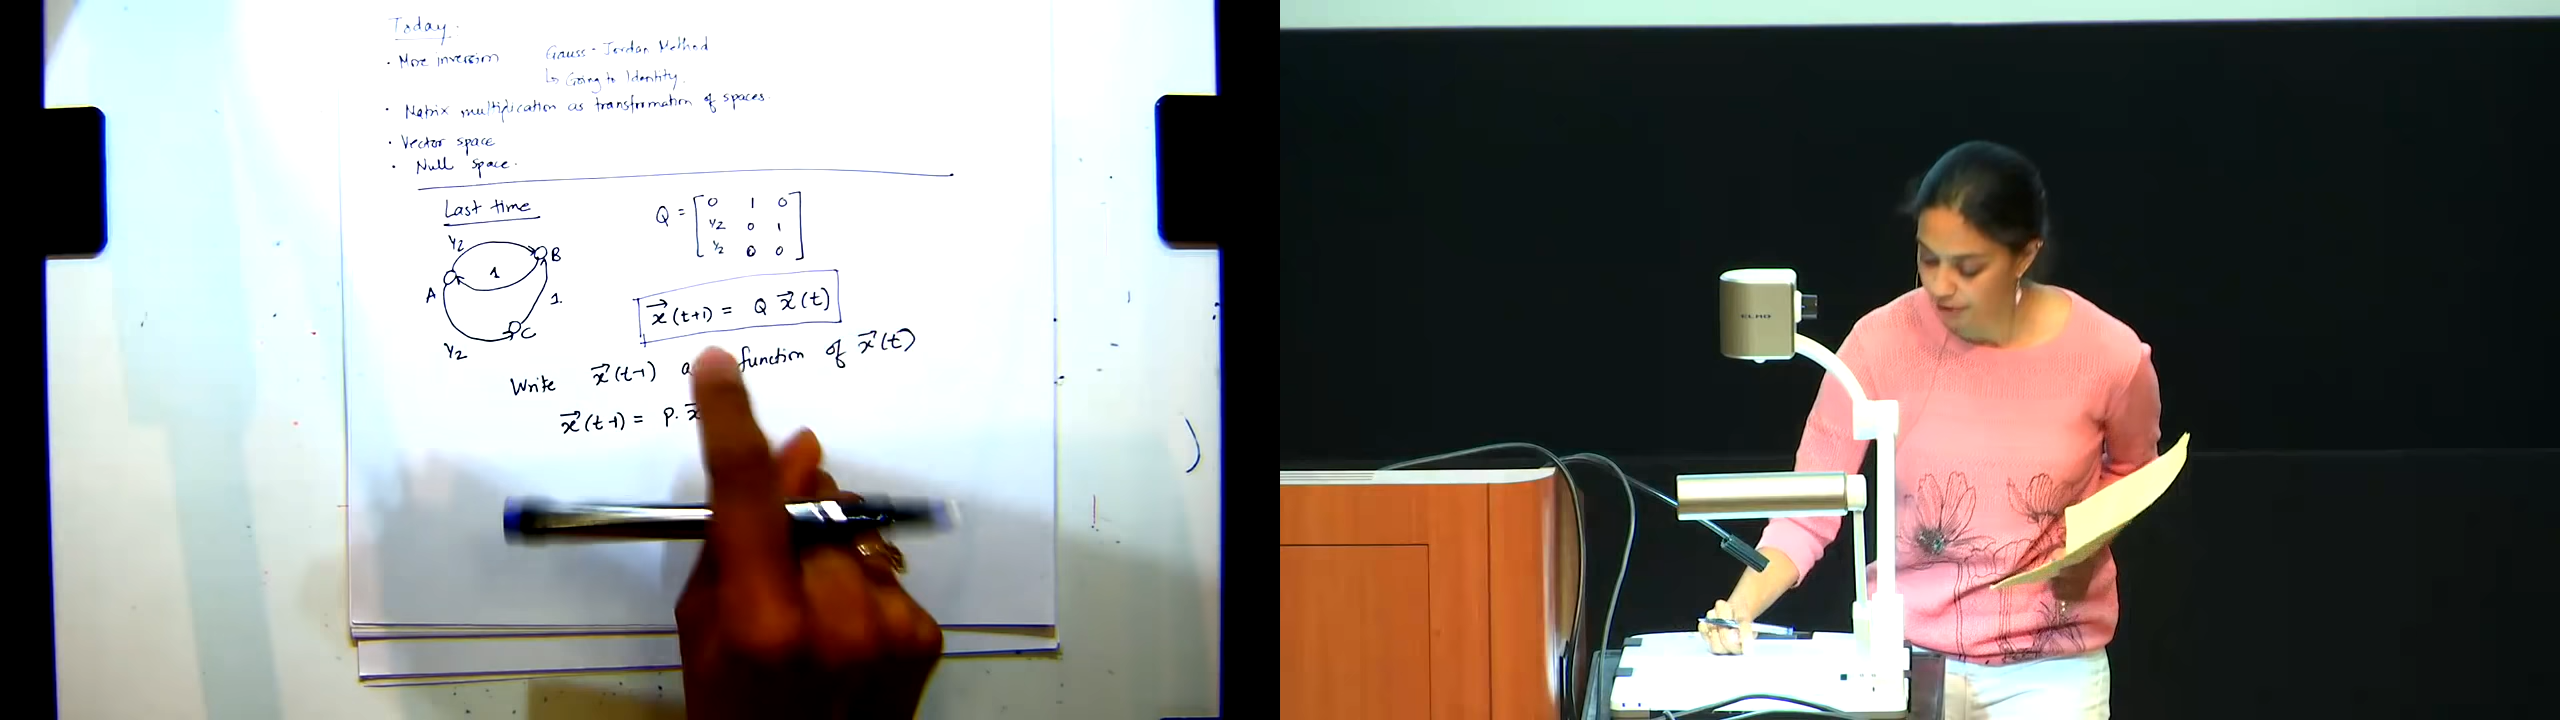 Today.
· More inversion Gauss-Jordan Method
↳ Going to Identity.
· Matrix multiplication as transformation of spaces.
· Vector space
· Null space.
Last time
Q = [ 0 1 0
1/2 0 1
1/2 0 0 ]
1/2
B
1
A
1.
C
1/2
x⃗(t+1) = Q x⃗(t)
Write x⃗(t-1) function of x⃗(t)
x⃗(t-1) = P. x⃗
ELMO